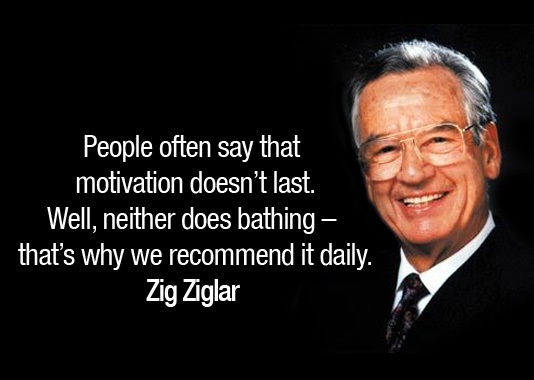 People often say that
motivation doesn't last.
Well, neither does bathing –
that's why we recommend it daily.
Zig Ziglar